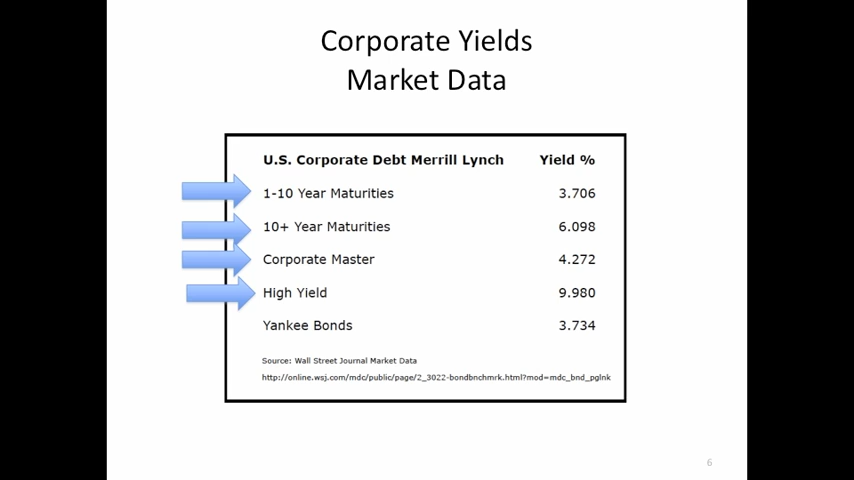 Corporate Yields
Market Data
U.S. Corporate Debt Merrill Lynch Yield %
1-10 Year Maturities 3.706
10+ Year Maturities 6.098
Corporate Master 4.272
High Yield 9.980
Yankee Bonds 3.734
Source: Wall Street Journal Market Data
http://online.wsj.com/mdc/public/page/2_3022-bondbnchmrk.html?mod=mdc_bnd_pglnk
6